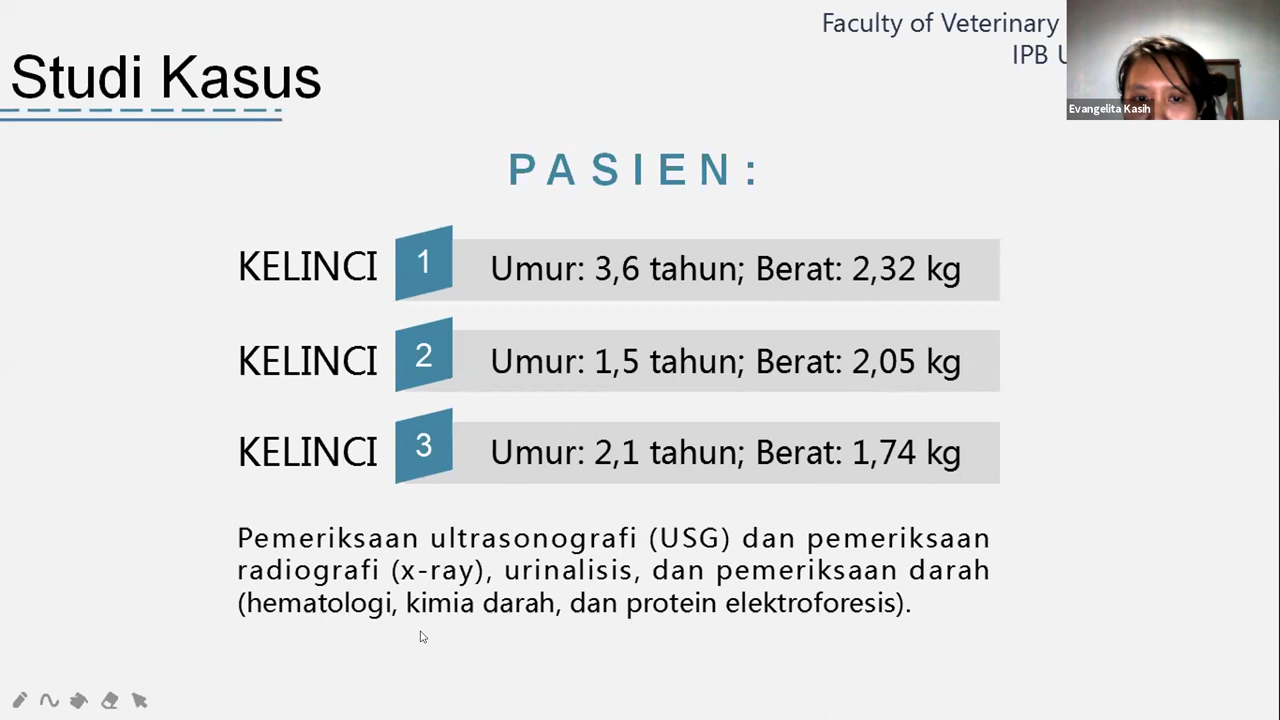 Faculty of Veterinary
IPB
Studi Kasus
Evangelita Kasih
PASIEN:
KELINCI 1 Umur: 3,6 tahun; Berat: 2,32 kg
KELINCI 2 Umur: 1,5 tahun; Berat: 2,05 kg
KELINCI 3 Umur: 2,1 tahun; Berat: 1,74 kg
Pemeriksaan ultrasonografi (USG) dan pemeriksaan
radiografi (x-ray), urinalisis, dan pemeriksaan darah
(hematologi, kimia darah, dan protein elektroforesis).